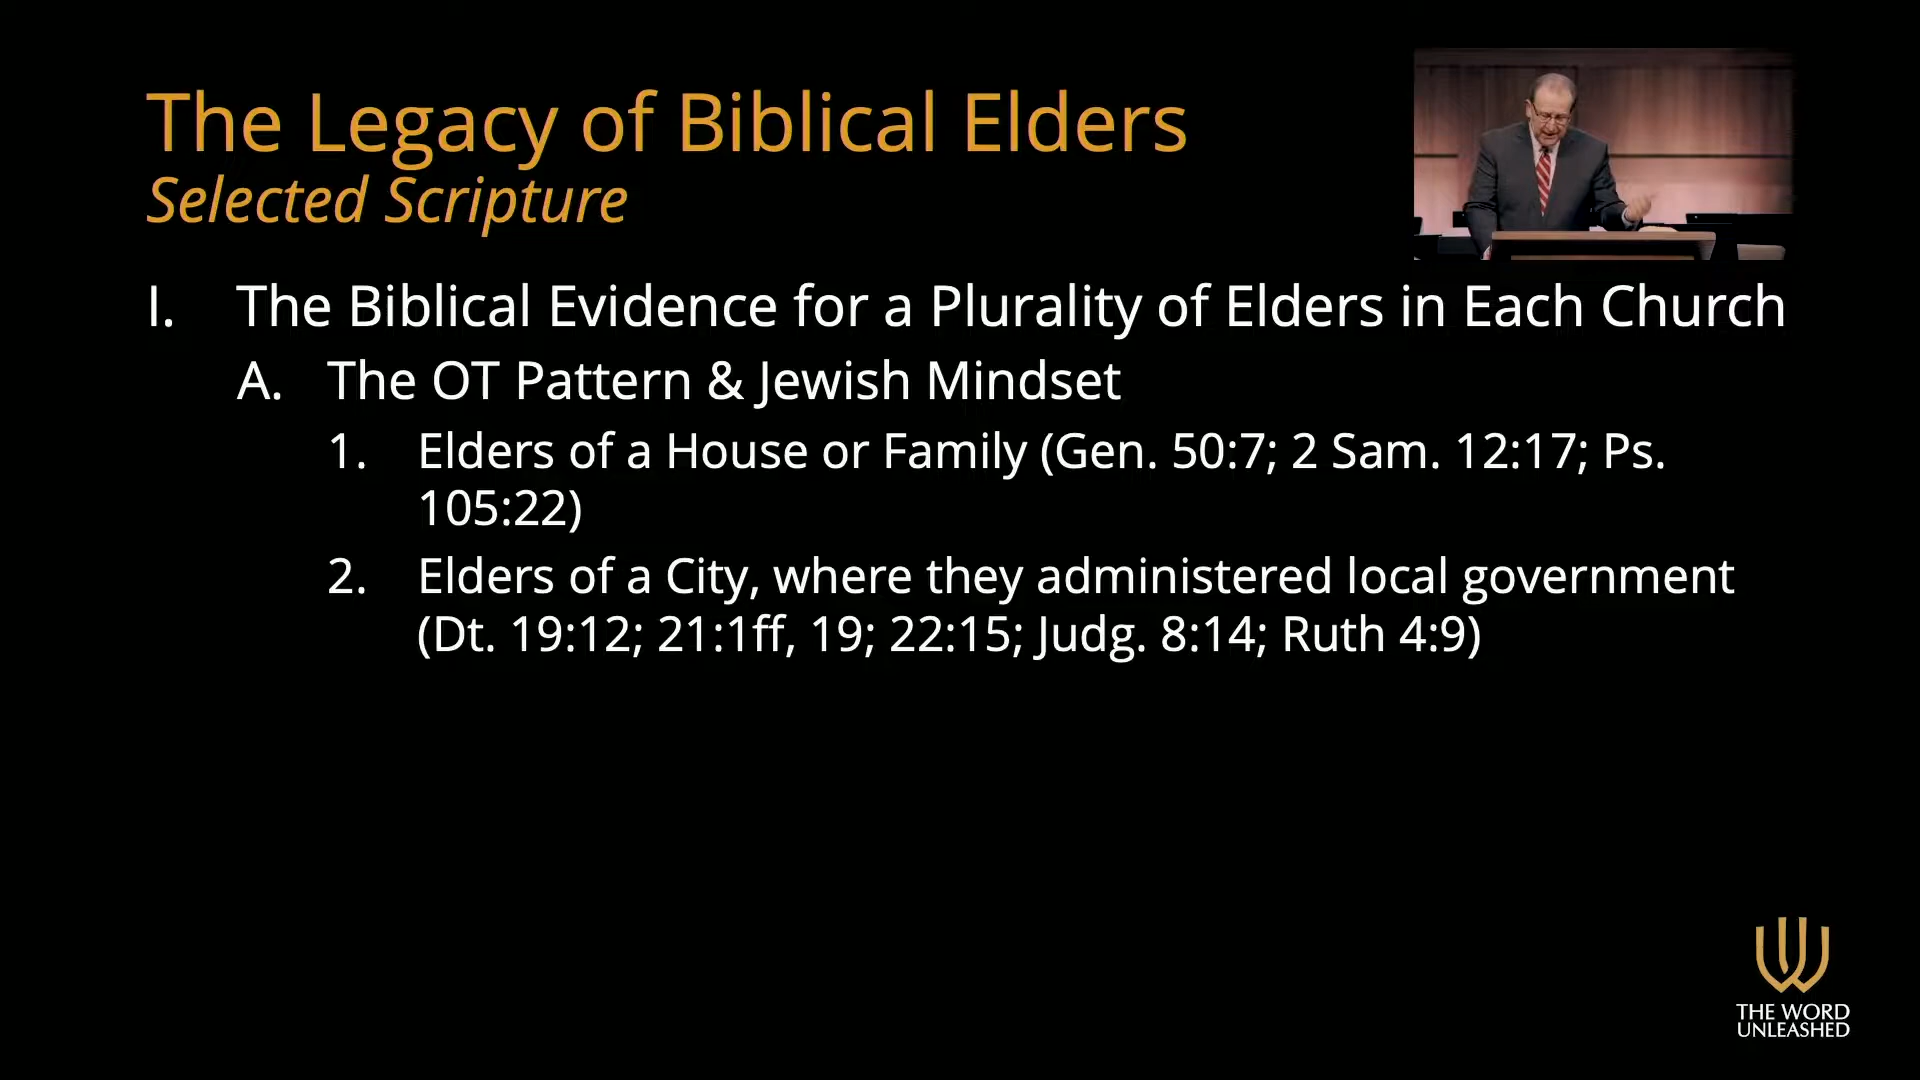 The Legacy of Biblical Elders
Selected Scripture
I. The Biblical Evidence for a Plurality of Elders in Each Church
A. The OT Pattern & Jewish Mindset
1. Elders of a House or Family (Gen. 50:7; 2 Sam. 12:17; Ps.
105:22)
2. Elders of a City, where they administered local government
(Dt. 19:12; 21:1ff, 19; 22:15; Judg. 8:14; Ruth 4:9)
THE WORD
UNLEASHED